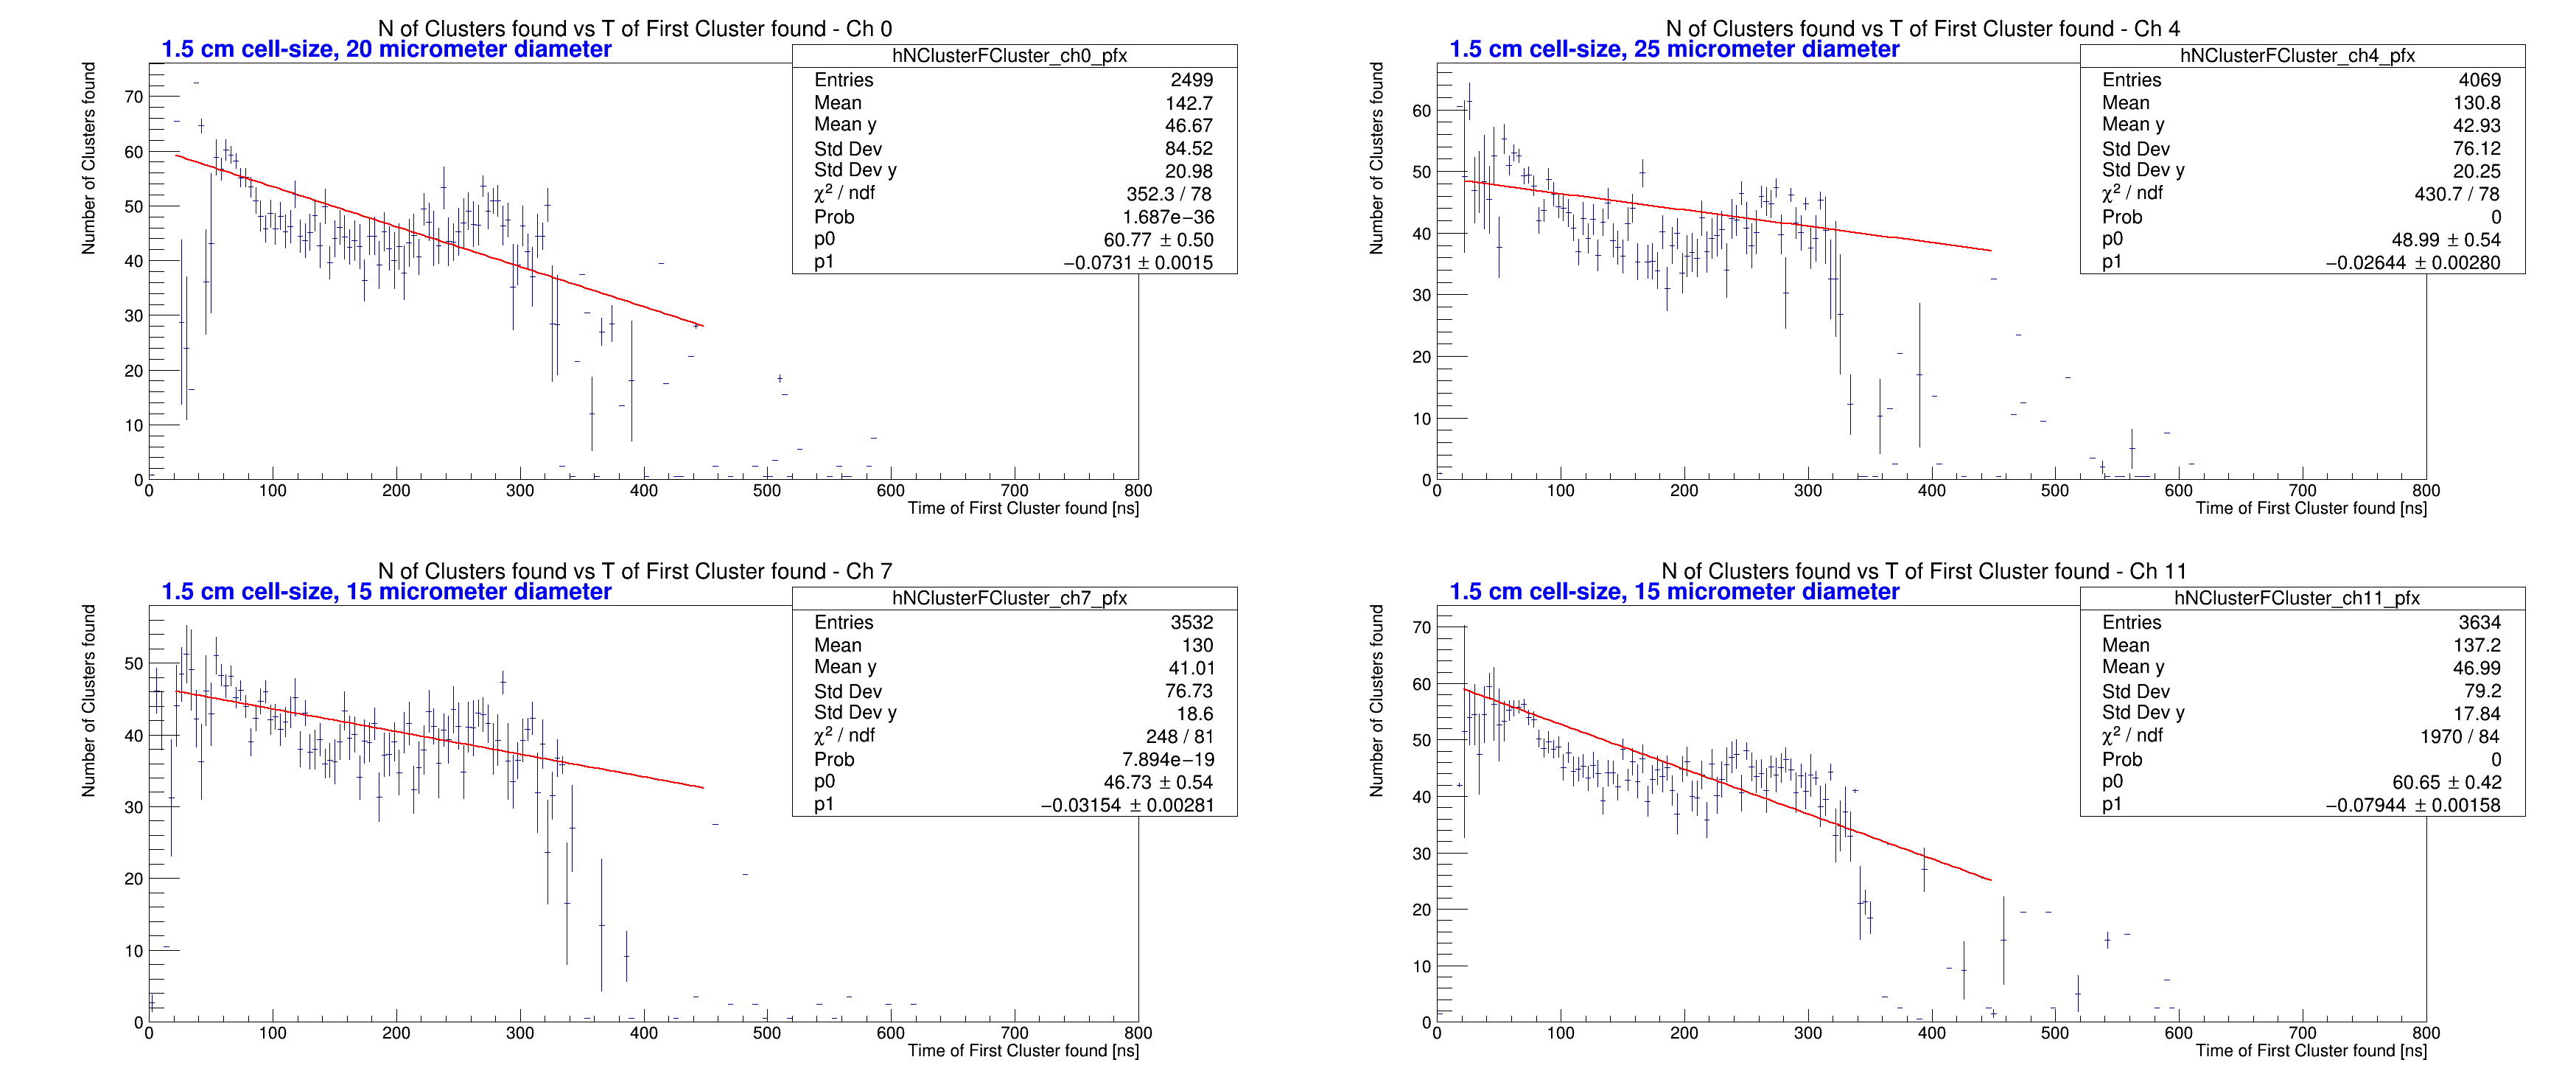 N of Clusters found vs T of First Cluster found - Ch 0
1.5 cm cell-size, 20 micrometer diameter
hNClusterFCluster_ch0_pfx
Entries 2499
Mean 142.7
Mean y 46.67
Std Dev 84.52
Std Dev y 20.98
χ² / ndf 352.3 / 78
Prob 1.687e−36
p0 60.77 ± 0.50
p1 −0.0731 ± 0.0015
Number of Clusters found
70
60
50
40
30
20
10
0
0 100 200 300 400 500 600 700 800
Time of First Cluster found [ns]
N of Clusters found vs T of First Cluster found - Ch 4
1.5 cm cell-size, 25 micrometer diameter
hNClusterFCluster_ch4_pfx
Entries 4069
Mean 130.8
Mean y 42.93
Std Dev 76.12
Std Dev y 20.25
χ² / ndf 430.7 / 78
Prob 0
p0 48.99 ± 0.54
p1 −0.02644 ± 0.00280
Number of Clusters found
60
50
40
30
20
10
0
0 100 200 300 400 500 600 700 800
Time of First Cluster found [ns]
N of Clusters found vs T of First Cluster found - Ch 7
1.5 cm cell-size, 15 micrometer diameter
hNClusterFCluster_ch7_pfx
Entries 3532
Mean 130
Mean y 41.01
Std Dev 76.73
Std Dev y 18.6
χ² / ndf 248 / 81
Prob 7.894e−19
p0 46.73 ± 0.54
p1 −0.03154 ± 0.00281
Number of Clusters found
50
40
30
20
10
0
0 100 200 300 400 500 600 700 800
Time of First Cluster found [ns]
N of Clusters found vs T of First Cluster found - Ch 11
1.5 cm cell-size, 15 micrometer diameter
hNClusterFCluster_ch11_pfx
Entries 3634
Mean 137.2
Mean y 46.99
Std Dev 79.2
Std Dev y 17.84
χ² / ndf 1970 / 84
Prob 0
p0 60.65 ± 0.42
p1 −0.07944 ± 0.00158
Number of Clusters found
70
60
50
40
30
20
10
0
0 100 200 300 400 500 600 700 800
Time of First Cluster found [ns]